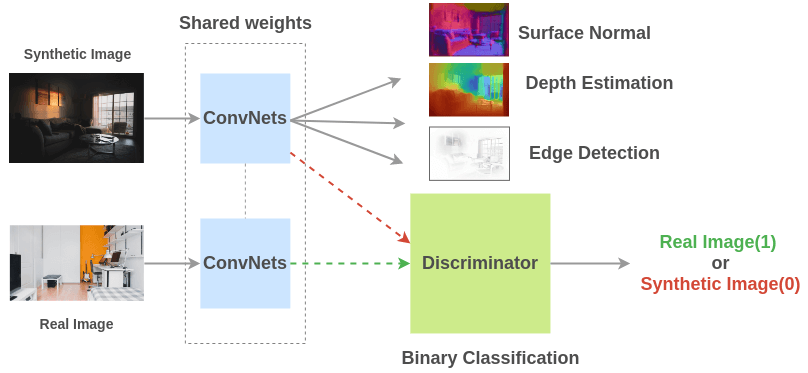 Shared weights
Synthetic Image
ConvNets
Surface Normal
Depth Estimation
Edge Detection
ConvNets
Real Image
Discriminator
Binary Classification
Real Image(1)
or
Synthetic Image(0)